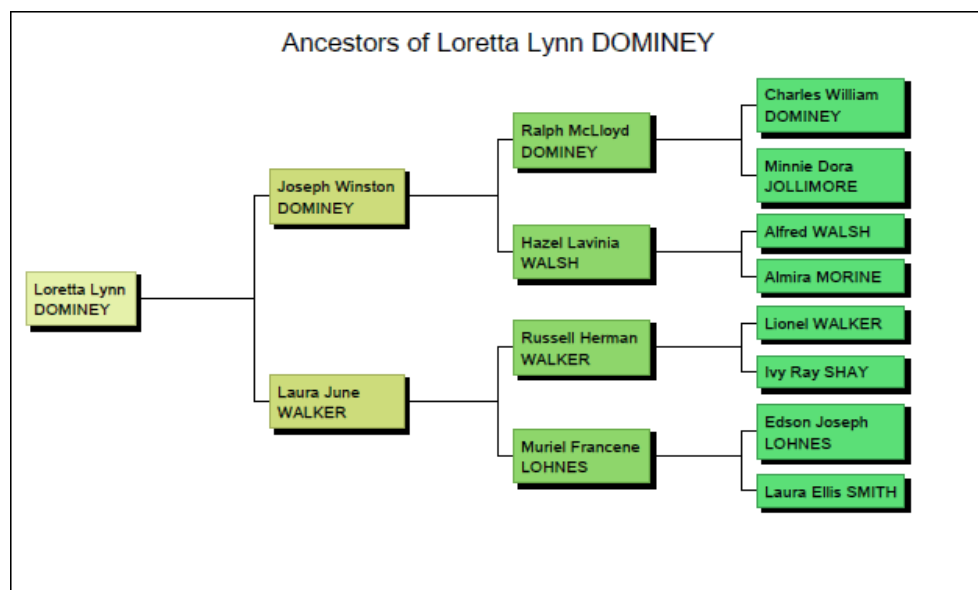 Ancestors of Loretta Lynn DOMINEY
Loretta Lynn
DOMINEY
Joseph Winston
DOMINEY
Laura June
WALKER
Ralph McLloyd
DOMINEY
Hazel Lavinia
WALSH
Russell Herman
WALKER
Muriel Francene
LOHNES
Charles William
DOMINEY
Minnie Dora
JOLLIMORE
Alfred WALSH
Almira MORINE
Lionel WALKER
Ivy Ray SHAY
Edson Joseph
LOHNES
Laura Ellis SMITH